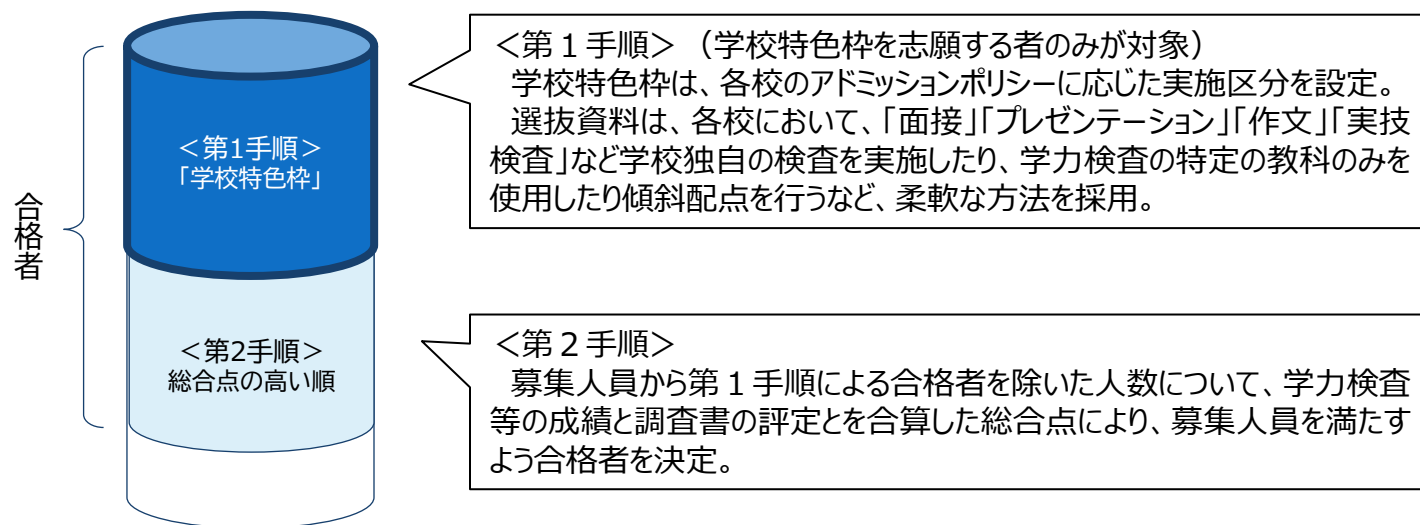 合格者
＜第1手順＞
「学校特色枠」
＜第2手順＞
総合点の高い順
＜第１手順＞（学校特色枠を志願する者のみが対象）
学校特色枠は、各校のアドミッションポリシーに応じた実施区分を設定。
選抜資料は、各校において、「面接」「プレゼンテーション」「作文」「実技
検査」など学校独自の検査を実施したり、学力検査の特定の教科のみを
使用したり傾斜配点を行うなど、柔軟な方法を採用。
＜第２手順＞
募集人員から第１手順による合格者を除いた人数について、学力検査
等の成績と調査書の評定とを合算した総合点により、募集人員を満たす
よう合格者を決定。